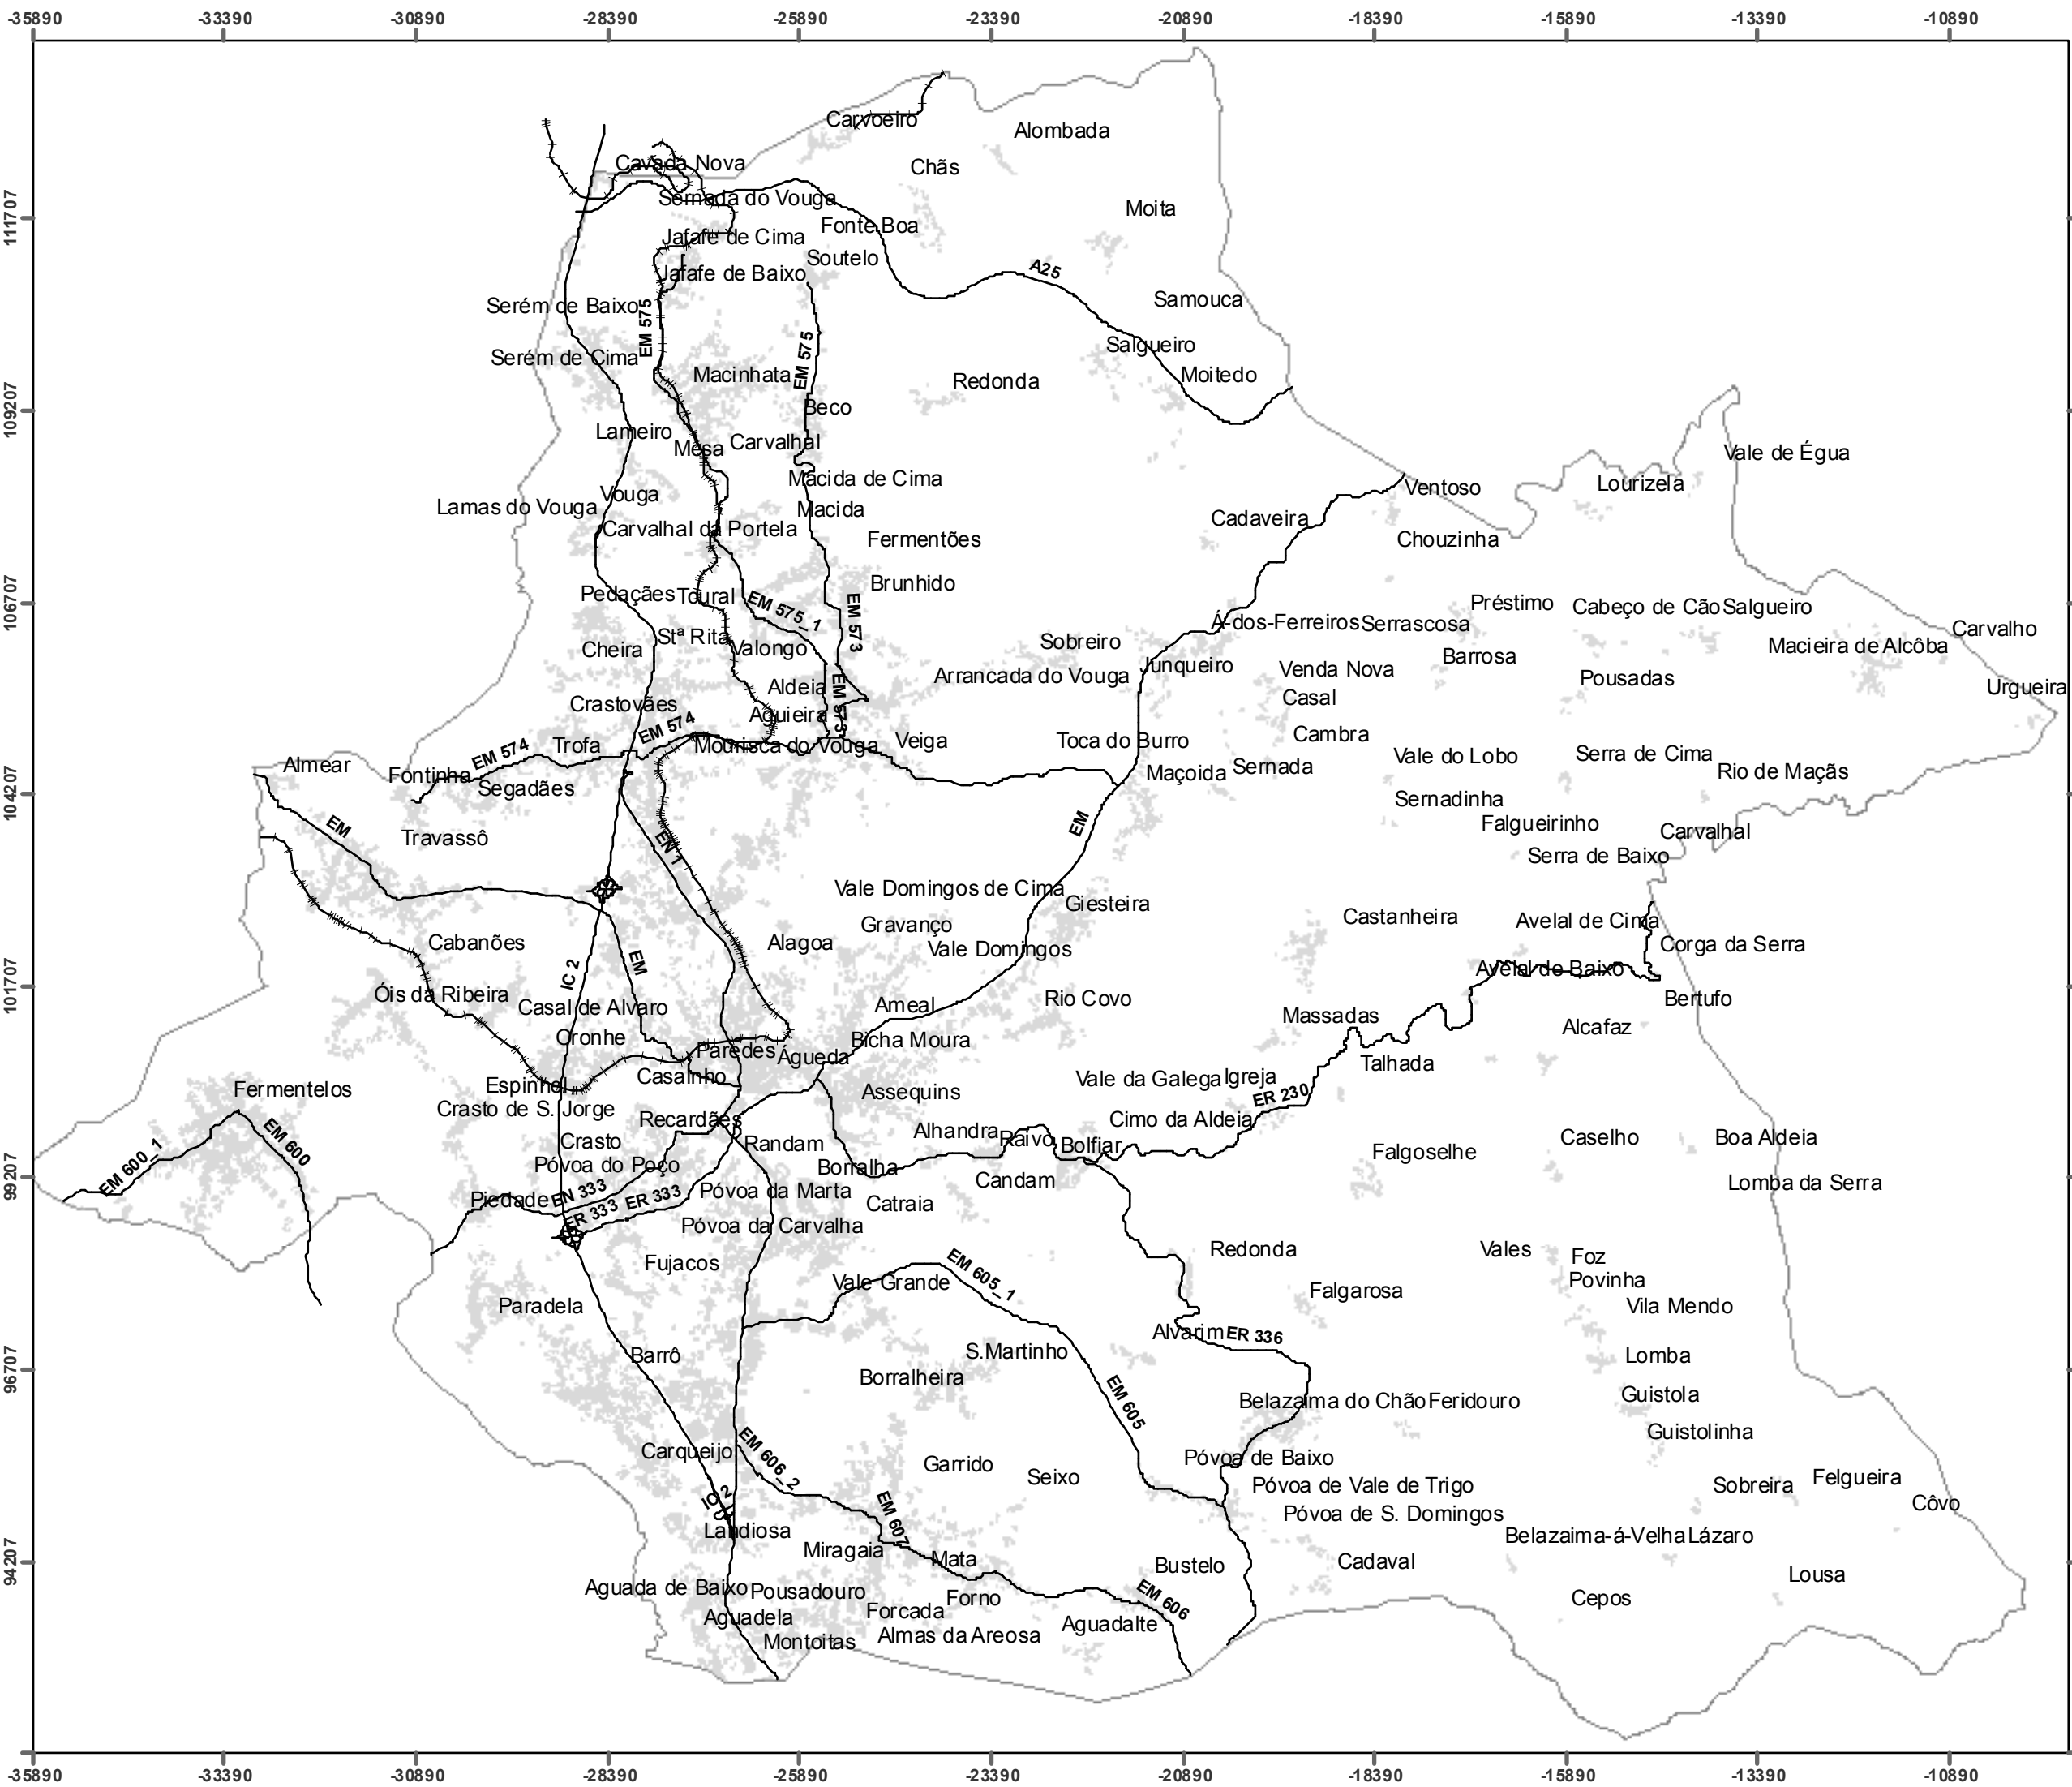 -35890 -33390 -30890 -28390 -25890 -23390 -20890 -18390 -15890 -13390 -10890
Carvoeiro
Alombada
Cavada Nova
Chãs
Sernada do Vouga
Moita
111707
Fonte Boa
Jafafe de Cima
Soutelo
Jafafe de Baixo
A25
Samouca
Serém de Baixo
EM 575
Salgueiro
Serém de Cima
EM 575
Macinhata
Moitedo
Redonda
109207
Beco
Lameiro
Carvalhal
Mesa
Vale de Égua
Macida de Cima
Lourizela
Ventoso
Vouga
Lamas do Vouga
Macida
Cadaveira
Carvalhal da Portela
Fermentões
Chouzinha
Brunhido
106707
Pedaçães
Toural
EM 575_1
Préstimo
Cabeço de Cão
Salgueiro
EM 573
Á-dos-Ferreiros
Serrascosa
Carvalho
Stª Rita
Sobreiro
Cheira
Valongo
Macieira de Alcôba
Barrosa
Junqueiro
Venda Nova
Arrancada do Vouga
Pousadas
Aldeia
Urgueira
EM 573
Casal
Crastovães
Aguieira
EM 574
Cambra
Trofa
Mourisca do Vouga
Veiga
Toca do Burro
EM 574
Vale do Lobo
Serra de Cima
Almear
Sernada
Rio de Maçãs
Fontinha
Maçoida
Segadães
104207
Sernadinha
EM
EM
Falgueirinho
Carvalhal
Travassô
EN 1
Serra de Baixo
Vale Domingos de Cima
Giesteira
Castanheira
Avelal de Cima
Gravanço
Cabanões
Alagoa
Vale Domingos
Corga da Serra
EM
IC 2
Avelal de Baixo
101707
Óis da Ribeira
Rio Covo
Bertufo
Casal de Alvaro
Ameal
Massadas
Alcafaz
Oronhe
Bicha Moura
Paredes
Águeda
Talhada
Casainho
Vale da Galega
Igreja
Espinhel
Fermentelos
Assequins
ER 230
Crasto de S. Jorge
Recardães
Cimo da Aldeia
Alhandra
Raivo
Crasto
Randam
Bolfiar
Caselho
Boa Aldeia
EM 600
Falgoselhe
EM 600_1
Póvoa do Poço
Borralha
99207
Candam
Lomba da Serra
Piedade
EN 333
Póvoa da Marta
ER 333
ER 333
Catraia
Póvoa da Carvalha
Redonda
Vales
Foz
Fujacos
EM 605_1
Vale Grande
Povinha
Falgarosa
Paradela
Vila Mendo
Alvarim
ER 336
S.Martinho
Barrô
Lomba
96707
Borralheira
Guistola
EM 605
Belazaima do Chão
Feridouro
Guistolinha
Carqueijo
EM 606_2
Póvoa de Baixo
Garrido
Seixo
Felgueira
Póvoa de Vale de Trigo
Sobreira
IC 2
Côvo
EM 607
Póvoa de S. Domingos
Landiosa
Belazaima-á-Velha
Lázaro
Miragaia
Mata
94207
Bustelo
Cadaval
Lousa
Aguada de Baixo
Pousadouro
Forno
Cepos
EM 606
Forcada
Aguadela
Aguadalte
Almas da Areosa
Montoitas
-35890 -33390 -30890 -28390 -25890 -23390 -20890 -18390 -15890 -13390 -10890